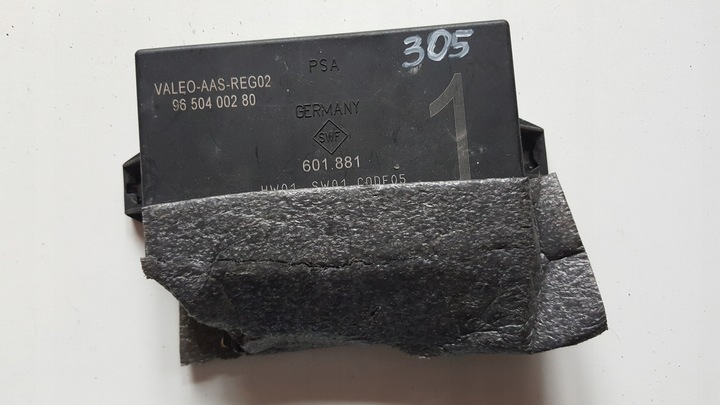 305
PSA
VALEO-AAS-REG02
96 504 002 80
GERMANY
SWF
1
601.881
HW01 SW01 CODE05